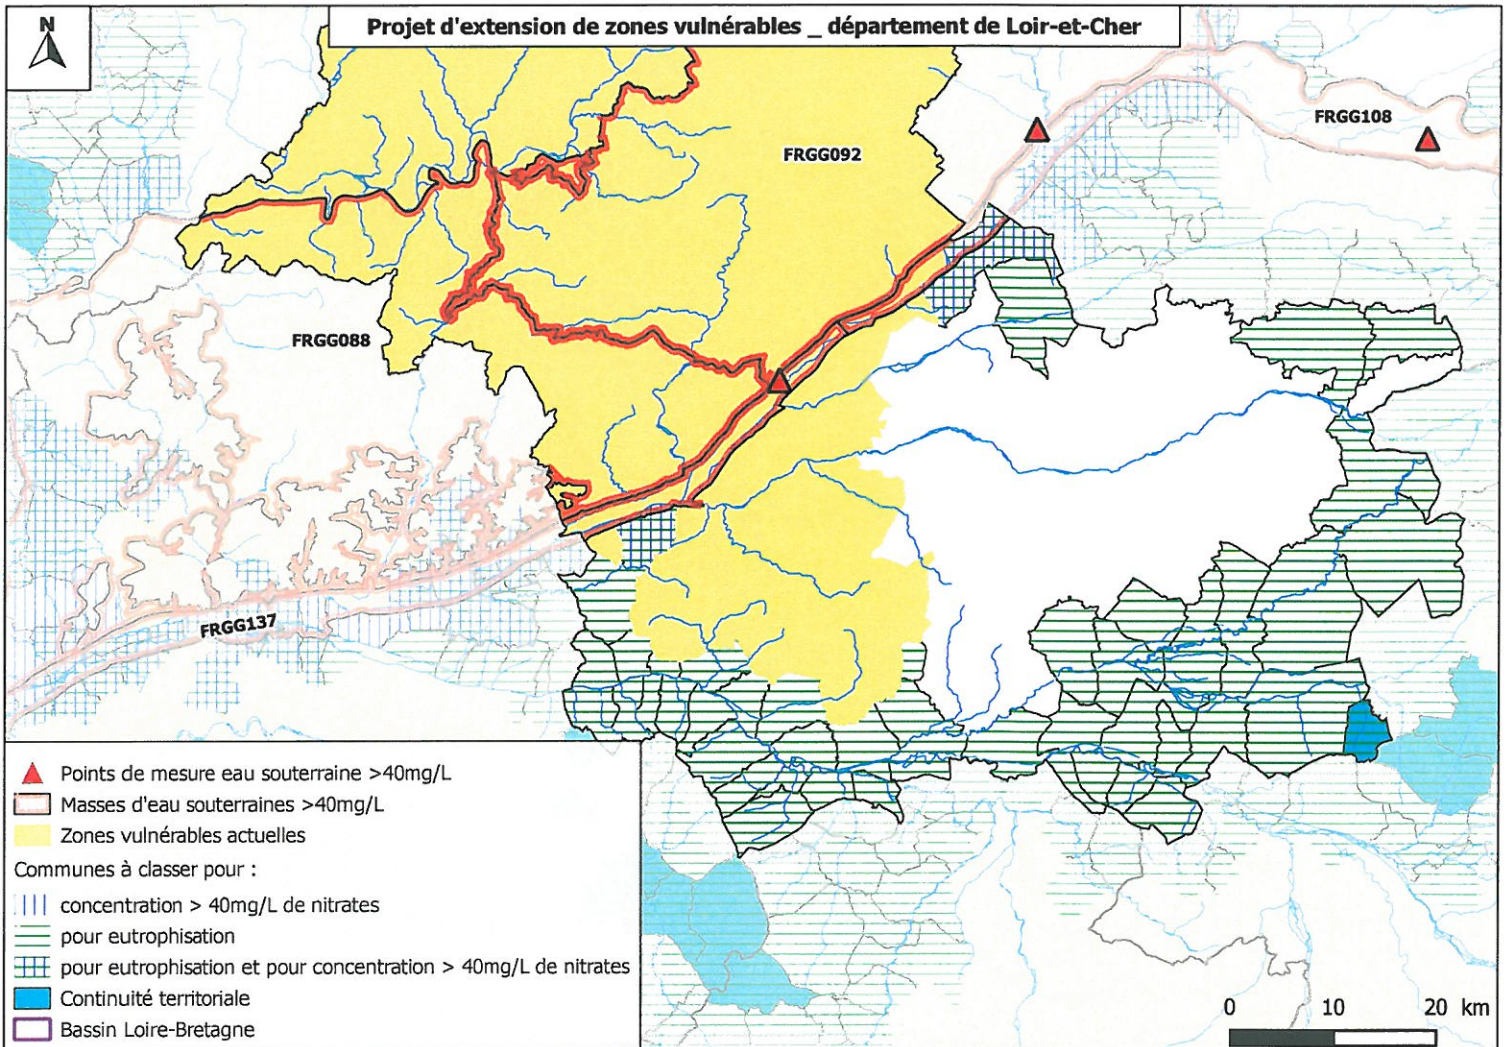 Projet d'extension de zones vulnérables _ département de Loir-et-Cher
N
FRGG108
FRGG092
FRGG088
FRGG137
Points de mesure eau souterraine >40mg/L
Masses d'eau souterraines >40mg/L
Zones vulnérables actuelles
Communes à classer pour :
concentration > 40mg/L de nitrates
pour eutrophisation
pour eutrophisation et pour concentration > 40mg/L de nitrates
Continuité territoriale
Bassin Loire-Bretagne
0 10 20 km